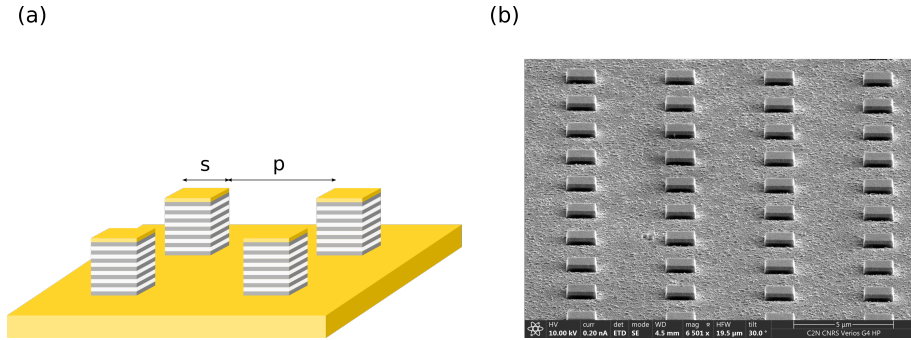 (a)
(b)
s
p
HV curr det mode WD mag HFW tilt
10.00 kV 0.20 nA ETD SE 4.5 mm 6 501 x 19.5 µm 30.0 °
5 µm
C2N CNRS Verios G4 HP